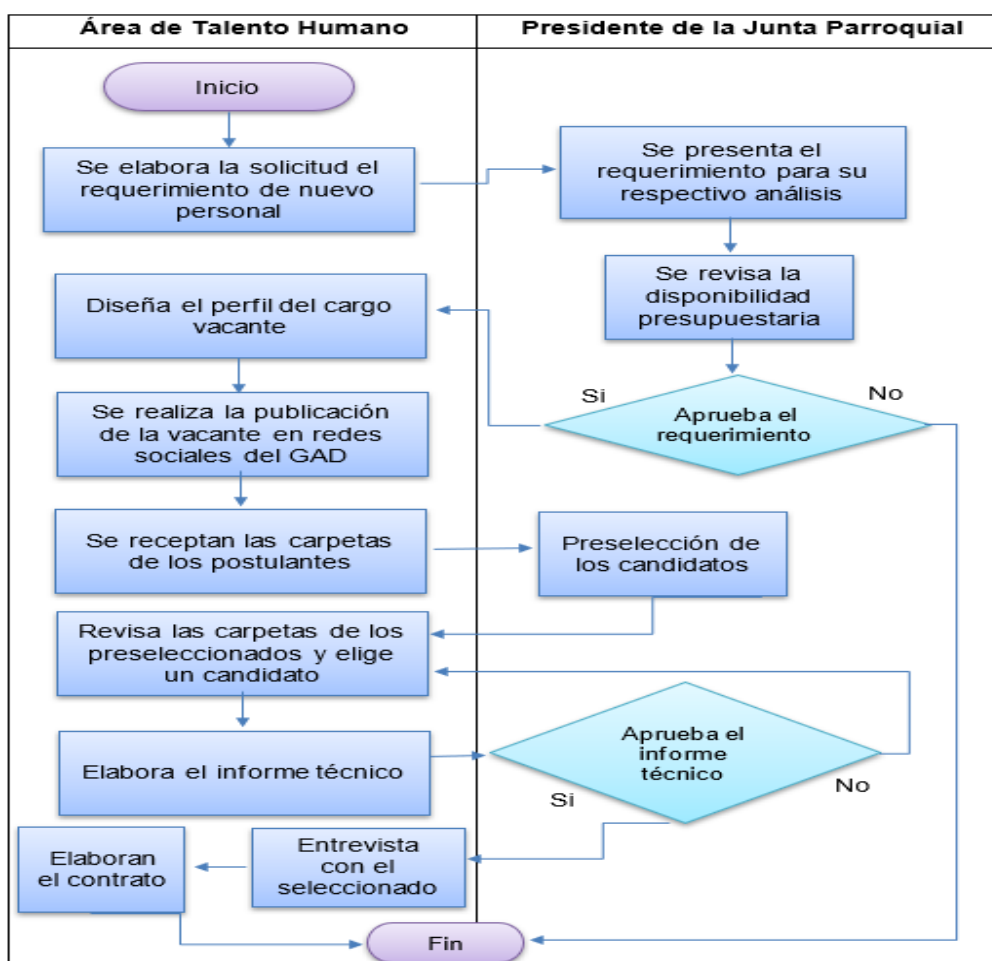 Área de Talento Humano
Presidente de la Junta Parroquial
Inicio
Se elabora la solicitud el
requerimiento de nuevo
personal
Se presenta el
requerimiento para su
respectivo análisis
Se revisa la
disponibilidad
presupuestaria
Diseña el perfil del cargo
vacante
Si
No
Aprueba el
requerimiento
Se realiza la publicación
de la vacante en redes
sociales del GAD
Se receptan las carpetas
de los postulantes
Preselección de
los candidatos
Revisa las carpetas de los
preseleccionados y elige
un candidato
Elabora el informe técnico
Aprueba el
informe
técnico
Si
No
Entrevista
con el
seleccionado
Elaboran
el contrato
Fin